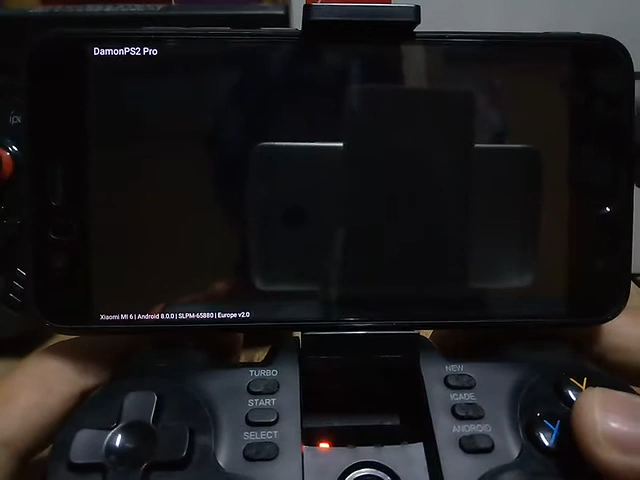 DamonPS2 Pro
Xiaomi MI 6 | Android 8.0.0 | SLPM-65880 | Europe v2.0
TURBO
START
SELECT
NEW
ICADE
ANDROID
Y